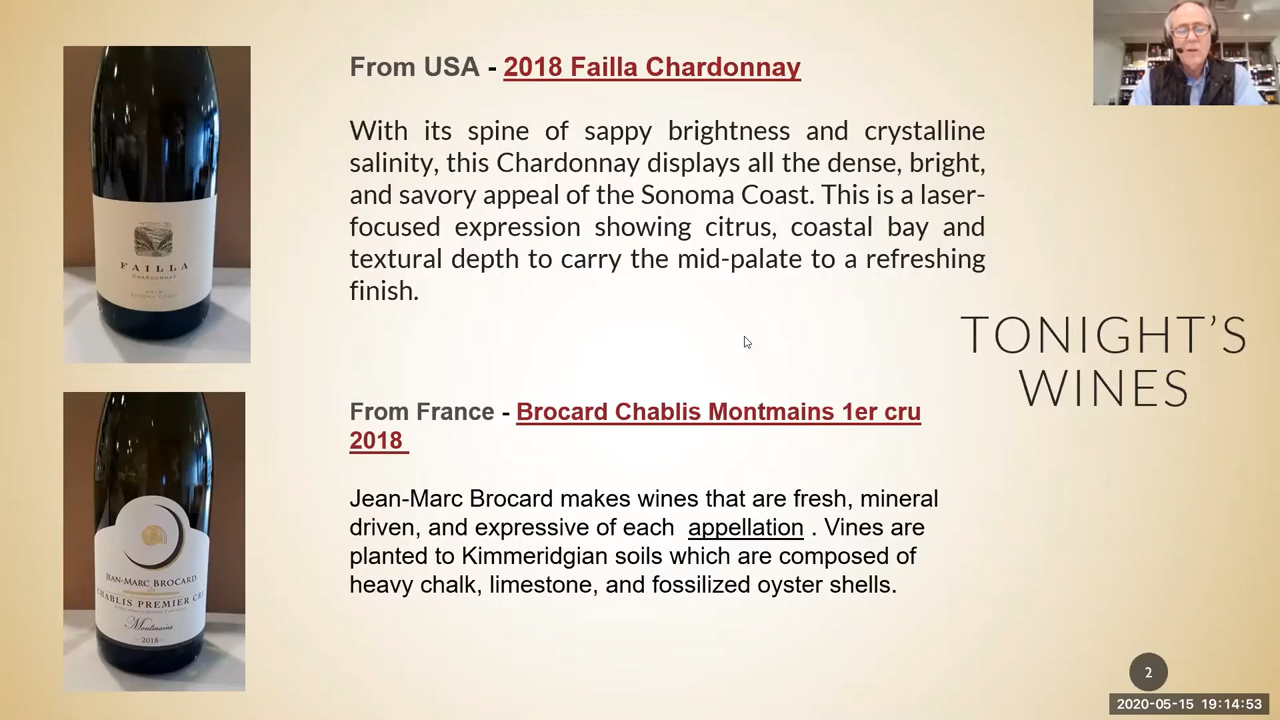 From USA - 2018 Failla Chardonnay
With its spine of sappy brightness and crystalline
salinity, this Chardonnay displays all the dense, bright,
and savory appeal of the Sonoma Coast. This is a laser-
focused expression showing citrus, coastal bay and
textural depth to carry the mid-palate to a refreshing
finish.
TONIGHT’S
WINES
From France - Brocard Chablis Montmains 1er cru
2018
Jean-Marc Brocard makes wines that are fresh, mineral
driven, and expressive of each appellation . Vines are
planted to Kimmeridgian soils which are composed of
heavy chalk, limestone, and fossilized oyster shells.
FAILLA
CHARDONNAY
2018
SONOMA COAST
JEAN-MARC BROCARD
CHABLIS PREMIER CRU
Montmains
2018
2
2020-05-15 19:14:53